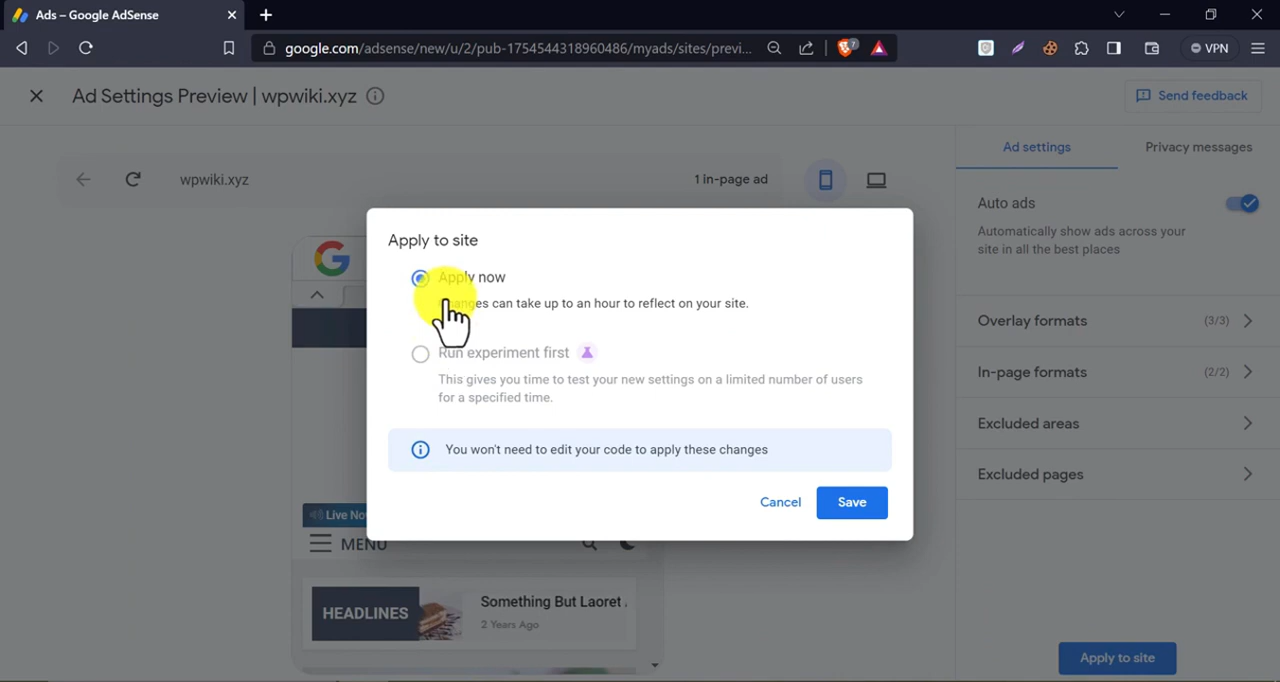 Ads – Google AdSense
google.com/adsense/new/u/2/pub-1754544318960486/myads/sites/previ...
7
VPN
Ad Settings Preview | wpwiki.xyz
Send feedback
Ad settings
Privacy messages
wpwiki.xyz
1 in-page ad
Auto ads
Automatically show ads across your
site in all the best places
Apply to site
Apply now
changes can take up to an hour to reflect on your site.
Run experiment first
This gives you time to test your new settings on a limited number of users
for a specified time.
You won't need to edit your code to apply these changes
Cancel
Save
Overlay formats
(3/3)
In-page formats
(2/2)
Excluded areas
Excluded pages
Live No
MENU
HEADLINES
Something But Laoret
2 Years Ago
Apply to site